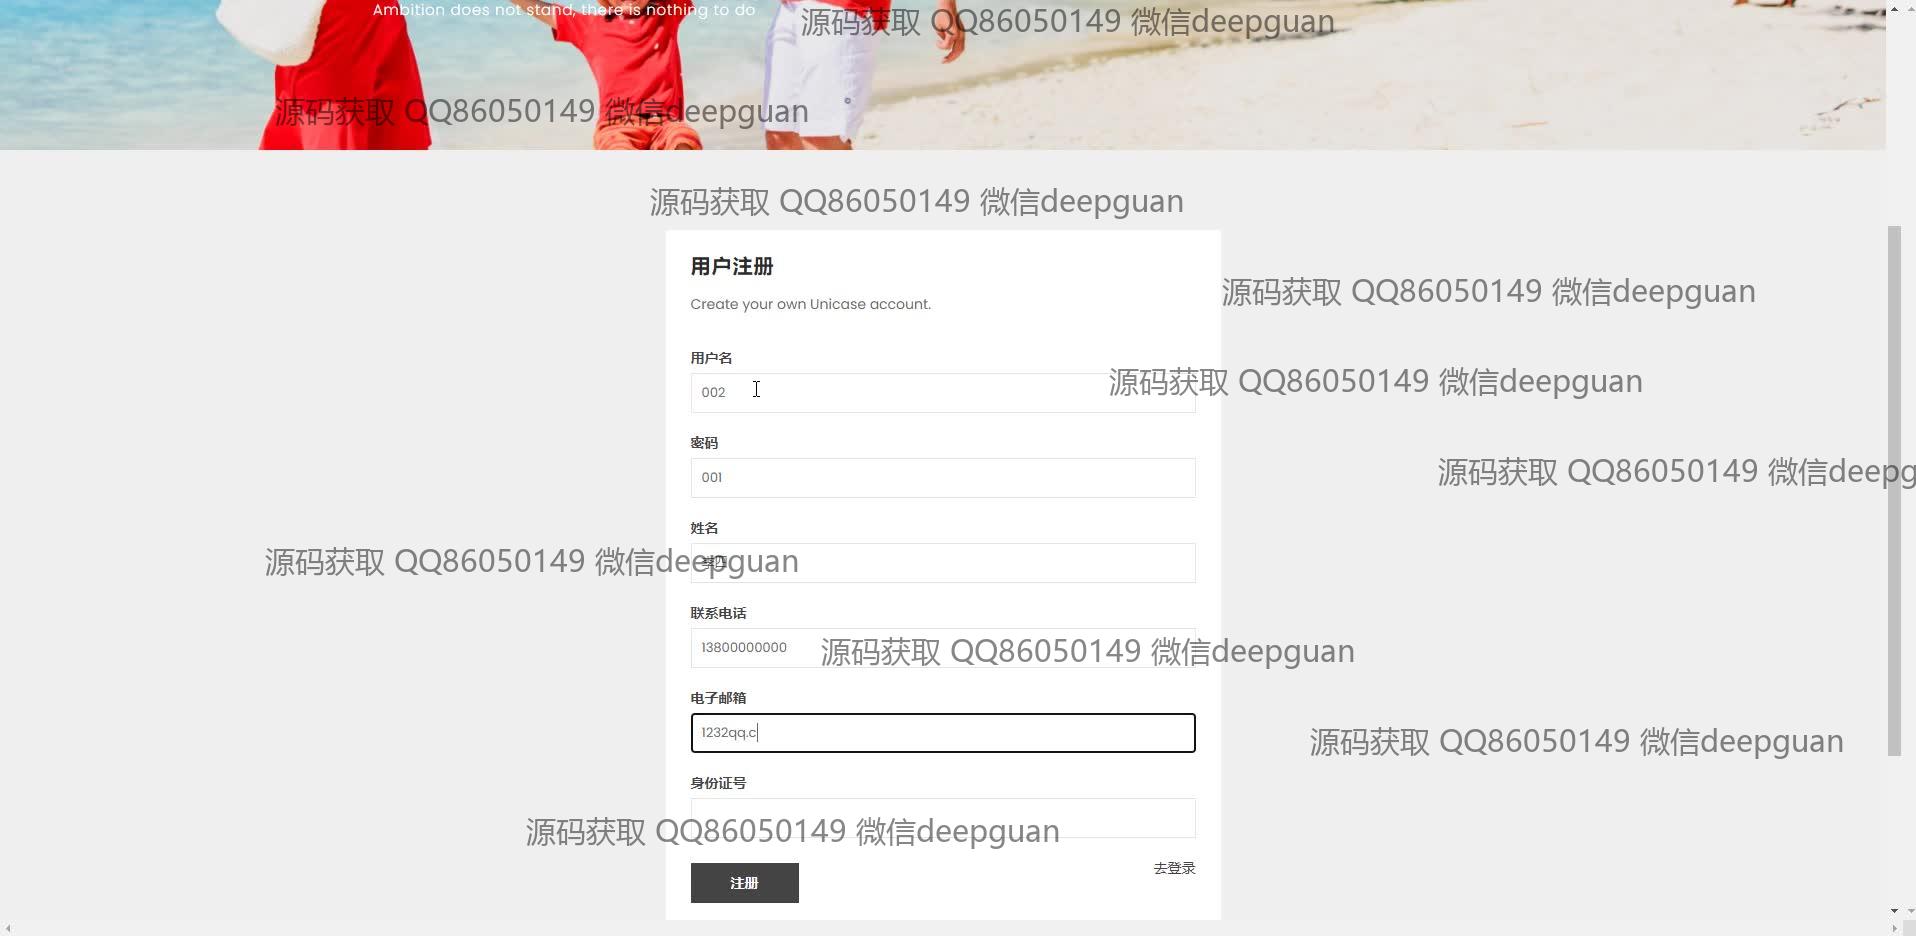 Ambition does not stand, there is nothing to do
源码获取 QQ86050149 微信deepguan
源码获取 QQ86050149 微信deepguan
源码获取 QQ86050149 微信deepguan
用户注册
源码获取 QQ86050149 微信deepguan
Create your own Unicase account.
用户名
源码获取 QQ86050149 微信deepguan
002
密码
源码获取 QQ86050149 微信deepg
001
姓名
源码获取 QQ86050149 微信deepguan
联系电话
13800000000
源码获取 QQ86050149 微信deepguan
电子邮箱
1232qq.c
源码获取 QQ86050149 微信deepguan
身份证号
源码获取 QQ86050149 微信deepguan
去登录
注册